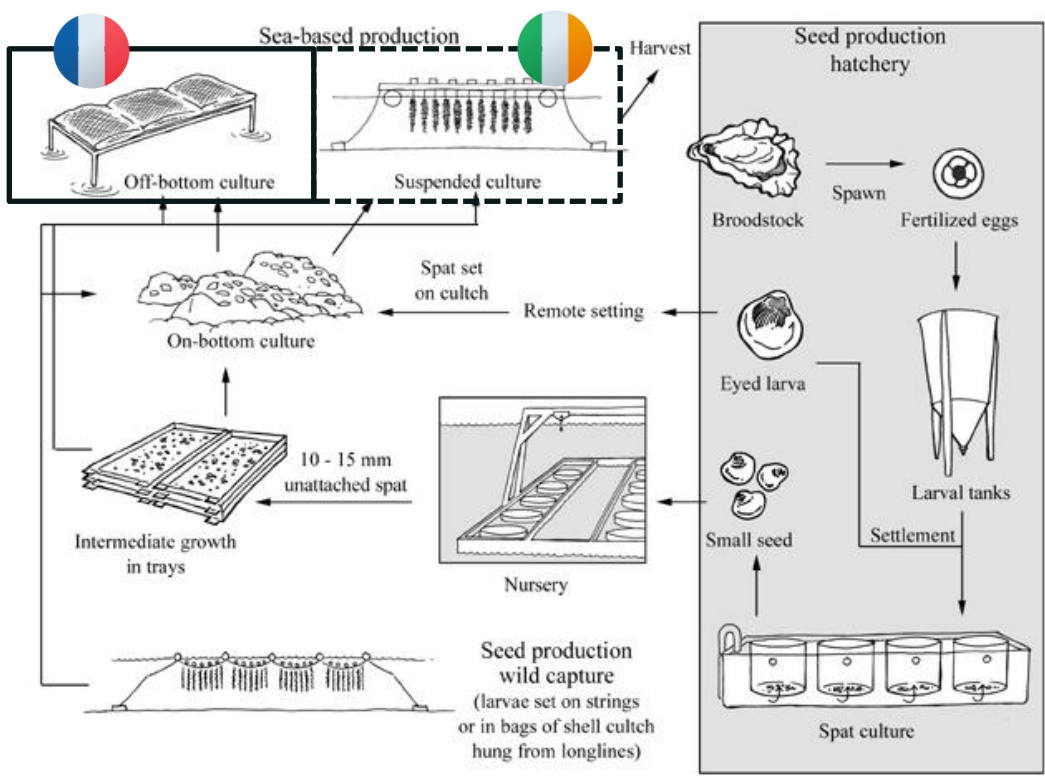 Sea-based production
Harvest
Off-bottom culture
Suspended culture
Seed production
hatchery
Broodstock
Spawn
Fertilized eggs
Spat set
on cultch
Remote setting
On-bottom culture
Eyed larva
Larval tanks
10 - 15 mm
unattached spat
Intermediate growth
in trays
Nursery
Small seed
Settlement
Spat culture
Seed production
wild capture
(larvae set on strings
or in bags of shell cultch
hung from longlines)